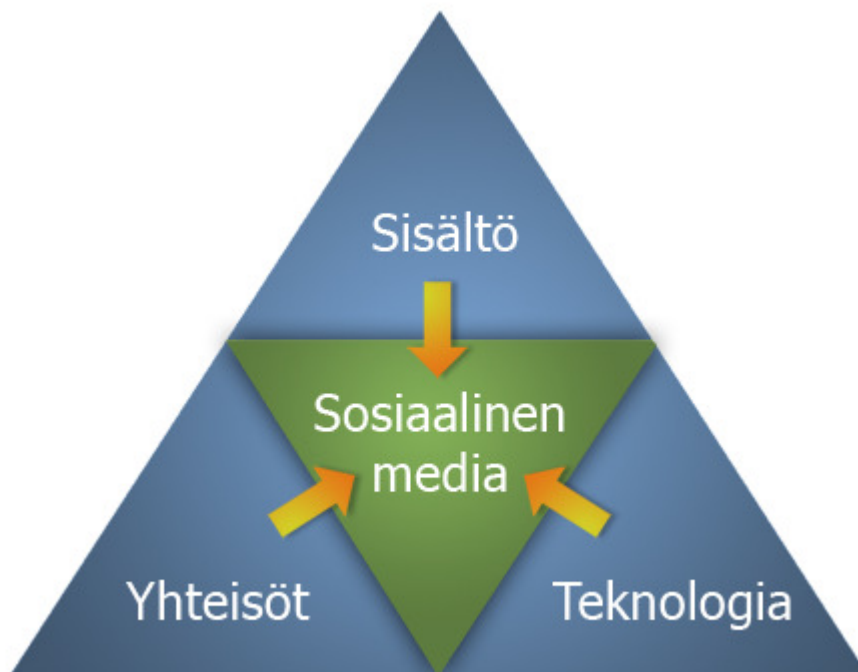 Sisältö
Sosiaalinen
media
Yhteisöt
Teknologia